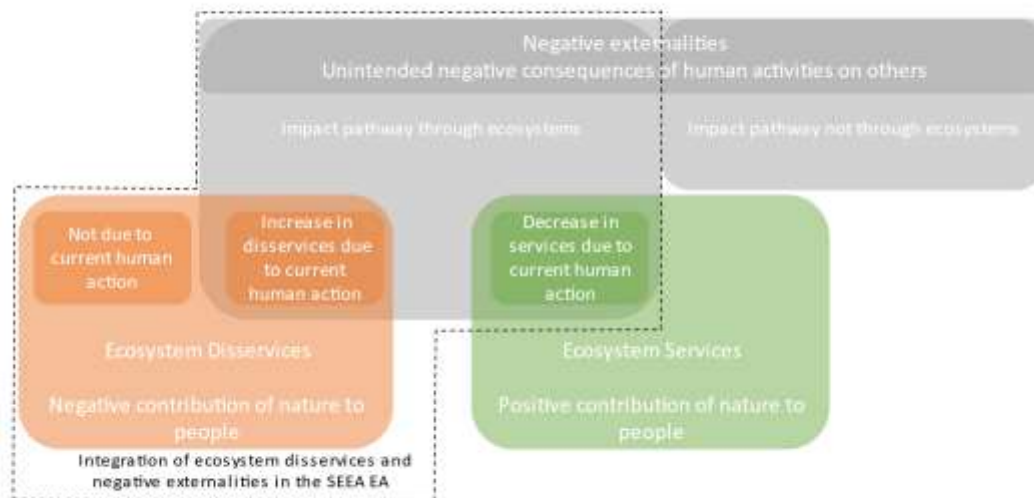 Negative externalities
Unintended negative consequences of human activities on others
Impact pathway through ecosystems
Impact pathway not through ecosystems
Not due to
current human
action
Increase in
disservices due
to current
human action
Decrease in
services due to
current human
action
Ecosystem Disservices
Negative contribution of nature to
people
Ecosystem Services
Positive contribution of nature to
people
Integration of ecosystem disservices and
negative externalities in the SEEA EA